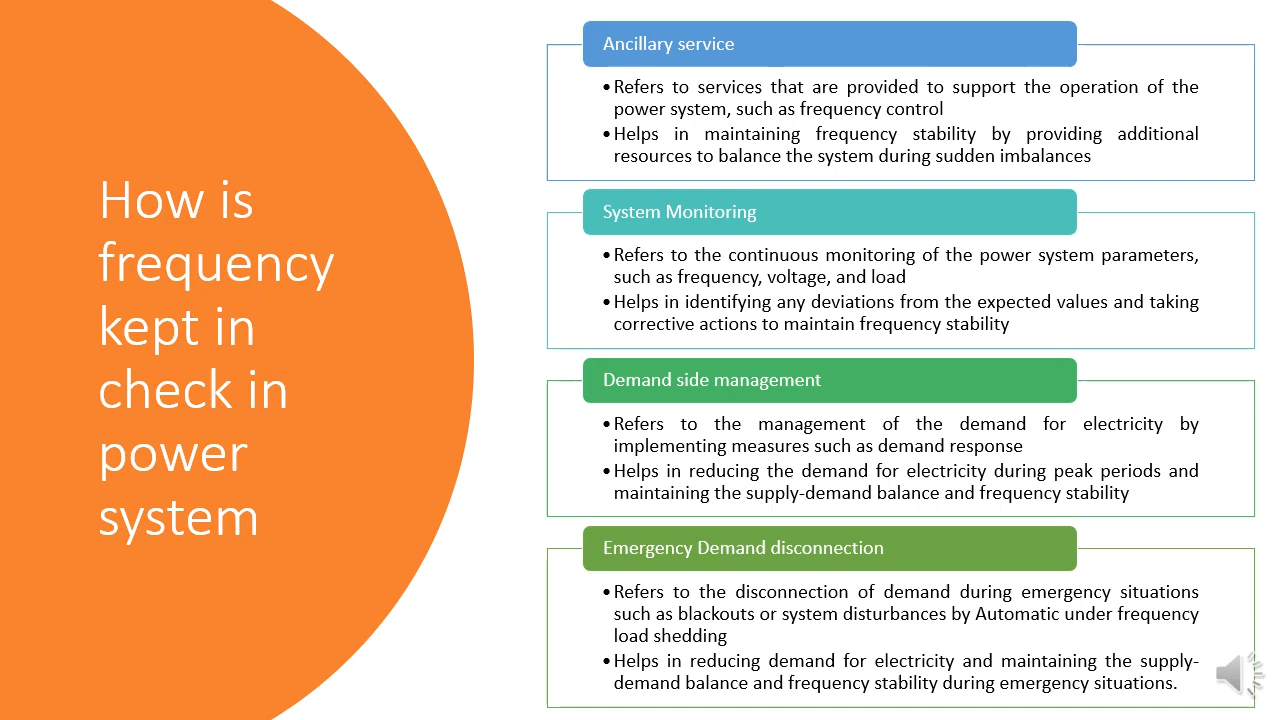 How is
frequency
kept in
check in
power
system
Ancillary service
•Refers to services that are provided to support the operation of the
power system, such as frequency control
•Helps in maintaining frequency stability by providing additional
resources to balance the system during sudden imbalances
System Monitoring
•Refers to the continuous monitoring of the power system parameters,
such as frequency, voltage, and load
•Helps in identifying any deviations from the expected values and taking
corrective actions to maintain frequency stability
Demand side management
•Refers to the management of the demand for electricity by
implementing measures such as demand response
•Helps in reducing the demand for electricity during peak periods and
maintaining the supply-demand balance and frequency stability
Emergency Demand disconnection
•Refers to the disconnection of demand during emergency situations
such as blackouts or system disturbances by Automatic under frequency
load shedding
•Helps in reducing demand for electricity and maintaining the supply-
demand balance and frequency stability during emergency situations.